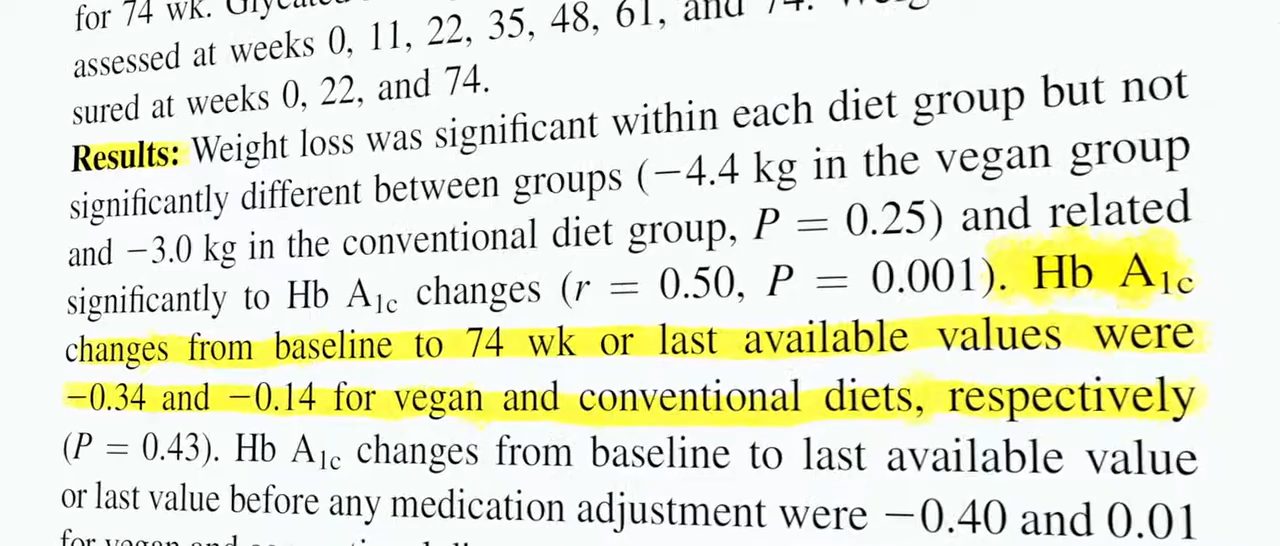 for 74 wk.
assessed at weeks 0, 11, 22, 35, 48, 61, and 74.
sured at weeks 0, 22, and 74.
Results: Weight loss was significant within each diet group but not
significantly different between groups (−4.4 kg in the vegan group
and −3.0 kg in the conventional diet group, P = 0.25) and related
significantly to Hb A1c changes (r = 0.50, P = 0.001). Hb A1c
changes from baseline to 74 wk or last available values were
−0.34 and −0.14 for vegan and conventional diets, respectively
(P = 0.43). Hb A1c changes from baseline to last available value
or last value before any medication adjustment were −0.40 and 0.01
for vegan and